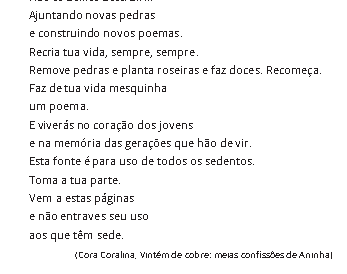 Ajuntando novas pedras
e construindo novos poemas.
Recria tua vida, sempre, sempre.
Remove pedras e planta roseiras e faz doces. Recomeça.
Faz de tua vida mesquinha
um poema.
E viverás no coração dos jovens
e na memória das gerações que hão de vir.
Esta fonte é para uso de todos os sedentos.
Toma a tua parte.
Vem a estas páginas
e não entraves seu uso
aos que têm sede.
(Cora Coralina, Vintém de cobre: meias confissões de Aninha)